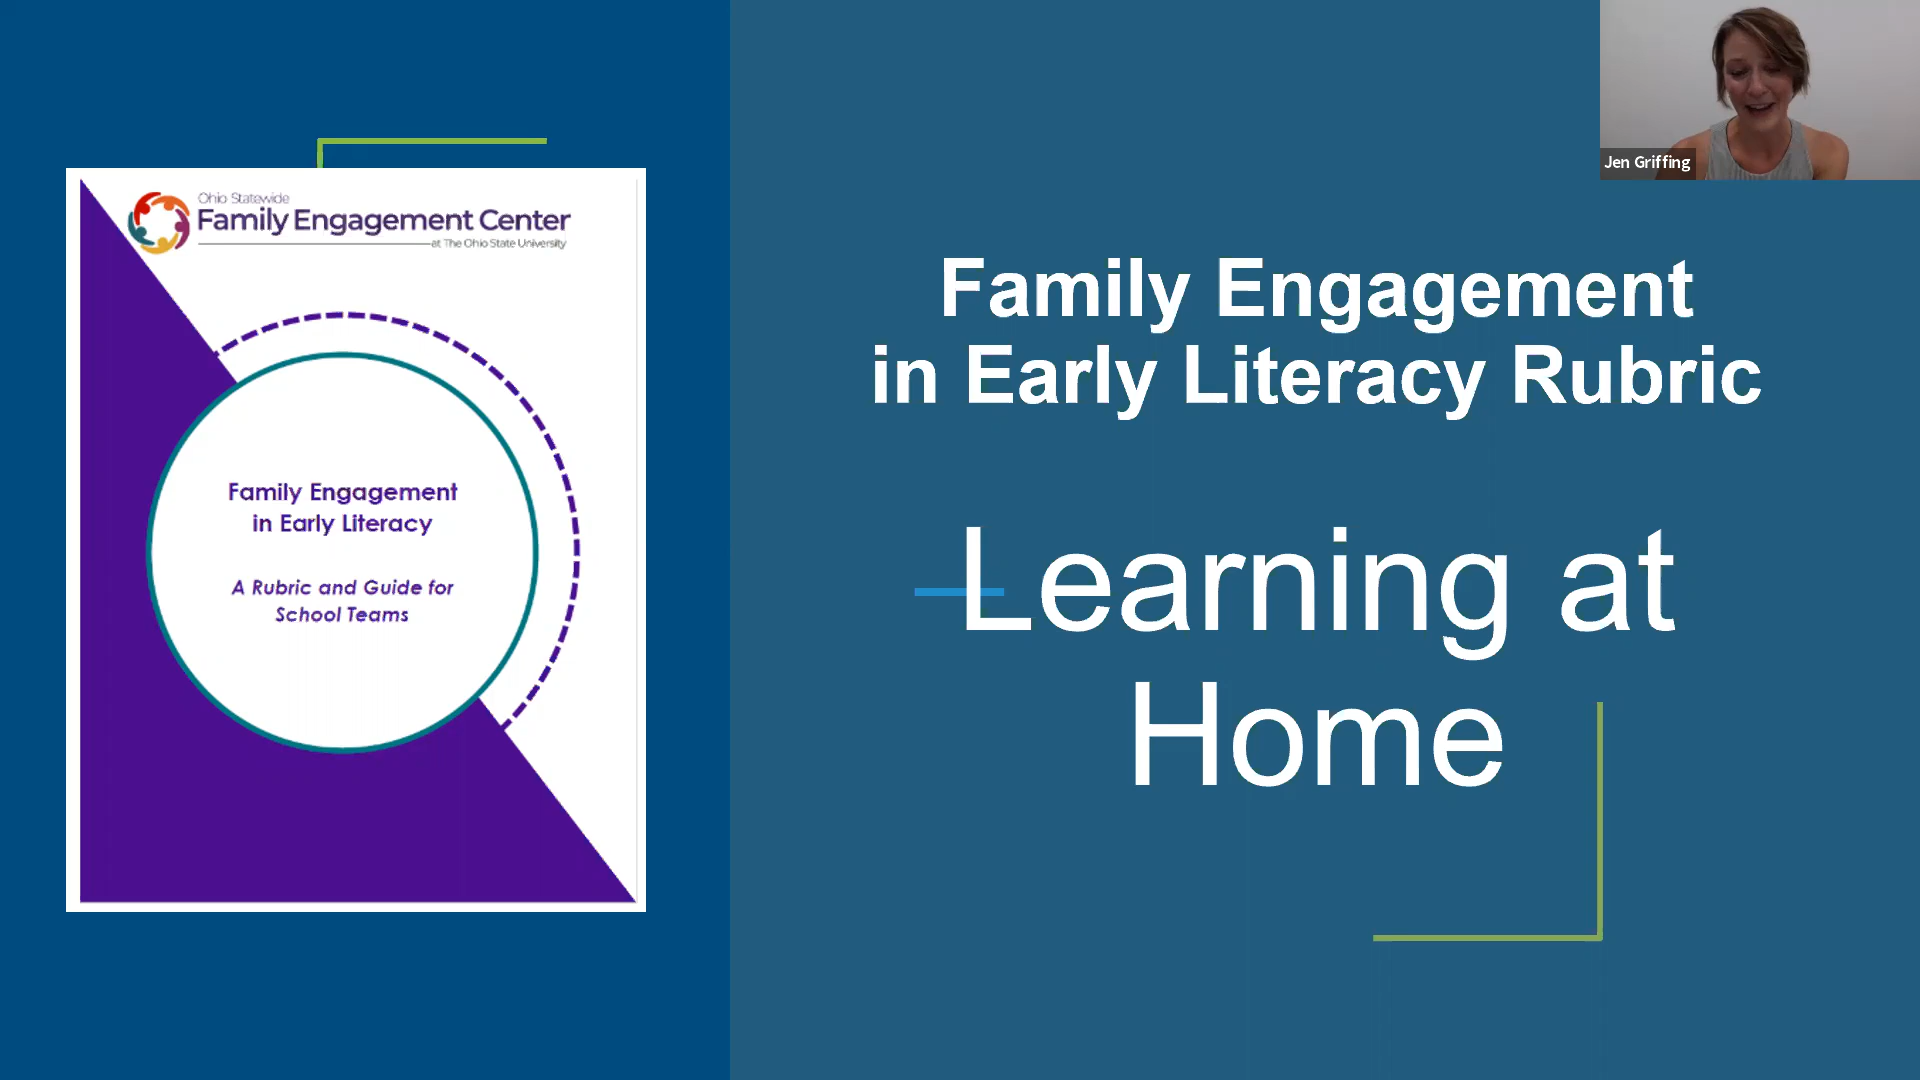 Ohio Statewide
Family Engagement Center
at The Ohio State University
Family Engagement
in Early Literacy
A Rubric and Guide for
School Teams
Jen Griffing
Family Engagement
in Early Literacy Rubric
Learning at
Home